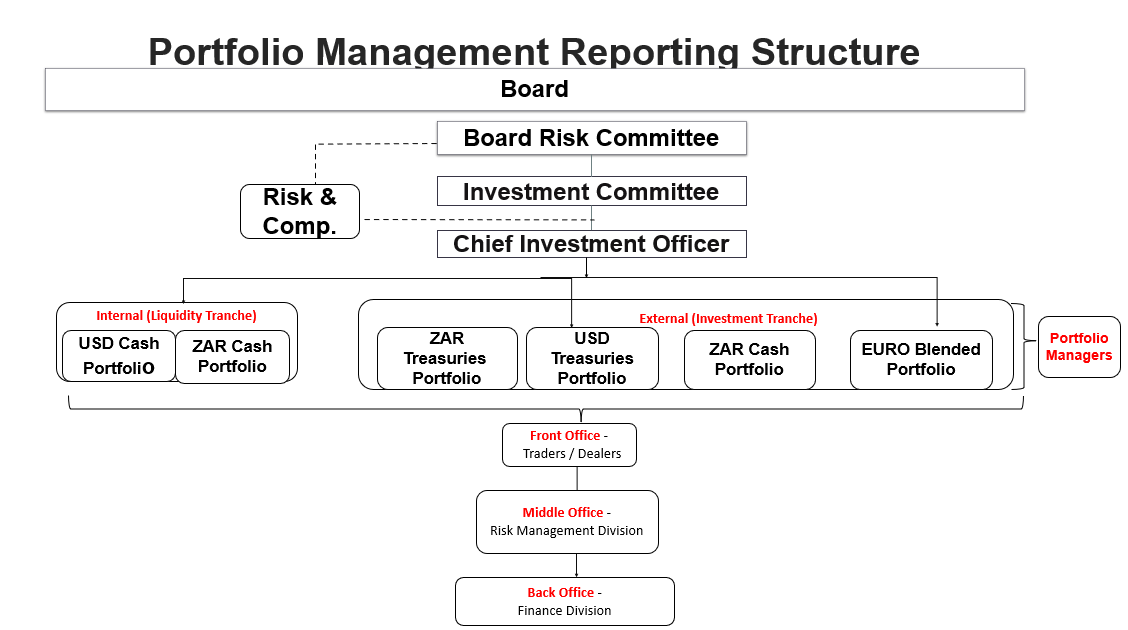 Portfolio Management Reporting Structure
Board
Board Risk Committee
Investment Committee
Risk &
Comp.
Chief Investment Officer
Internal (Liquidity Tranche)
USD Cash
Portfolio
ZAR Cash
Portfolio
External (Investment Tranche)
ZAR
Treasuries
Portfolio
USD
Treasuries
Portfolio
ZAR Cash
Portfolio
EURO Blended
Portfolio
Portfolio
Managers
Front Office -
Traders / Dealers
Middle Office -
Risk Management Division
Back Office -
Finance Division